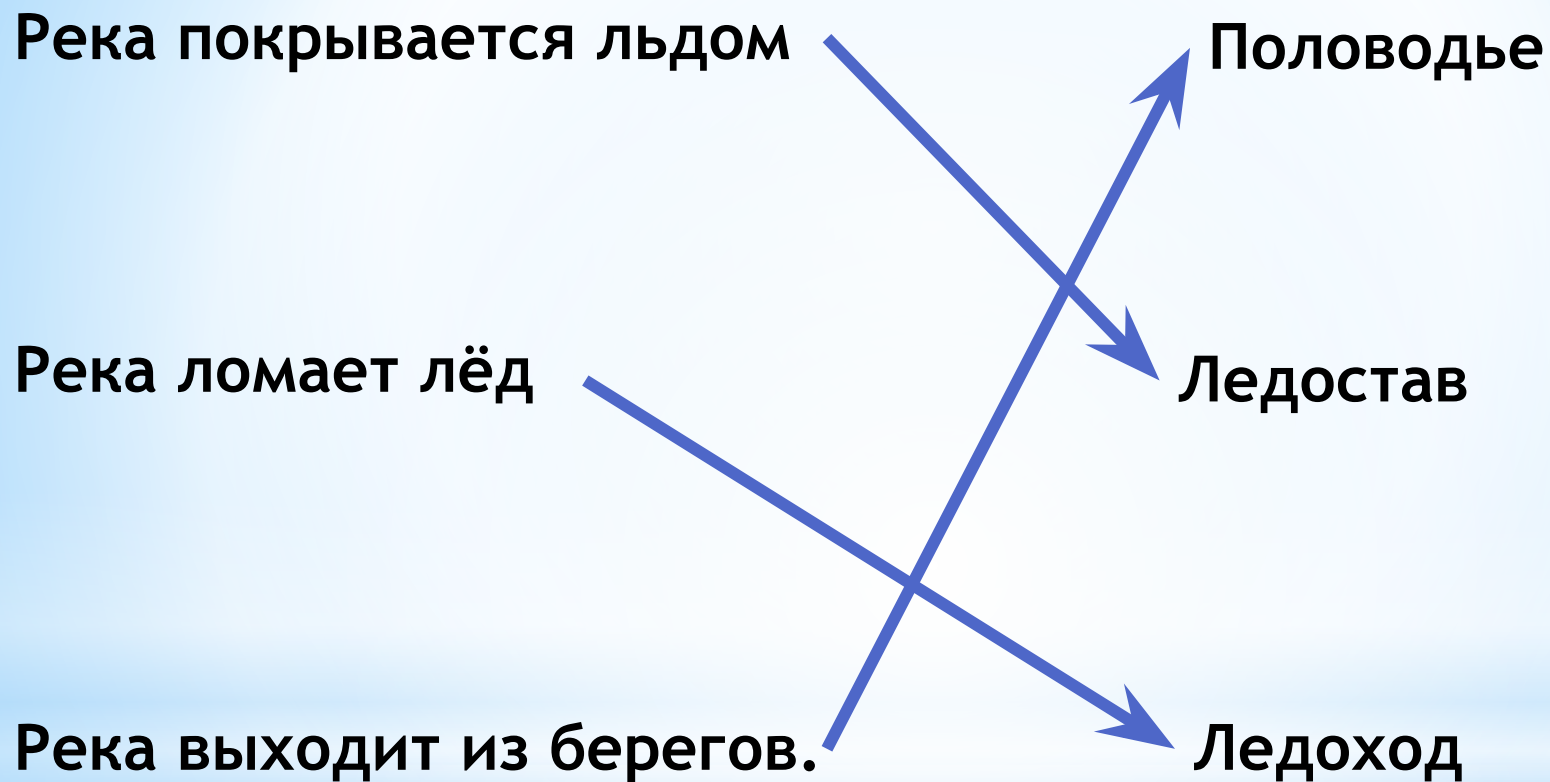 Река покрывается льдом
Половодье
Река ломает лёд
Ледостав
Река выходит из берегов.
Ледоход